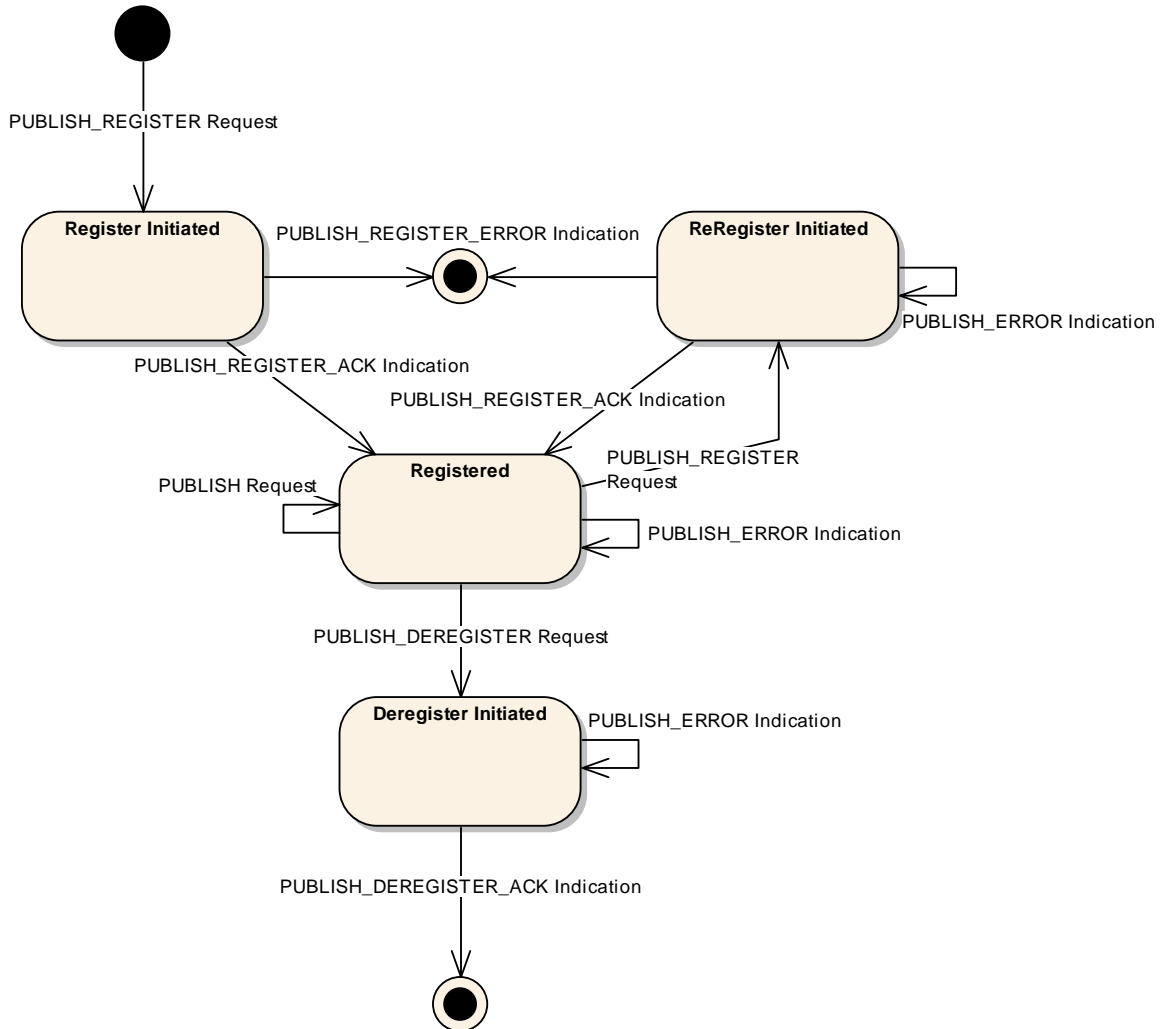 PUBLISH_REGISTER Request
Register Initiated
PUBLISH_REGISTER_ERROR Indication
ReRegister Initiated
PUBLISH_ERROR Indication
PUBLISH_REGISTER_ACK Indication
PUBLISH_REGISTER_ACK Indication
Registered
PUBLISH_REGISTER
Request
PUBLISH Request
PUBLISH_ERROR Indication
PUBLISH_DEREGISTER Request
Deregister Initiated
PUBLISH_ERROR Indication
PUBLISH_DEREGISTER_ACK Indication